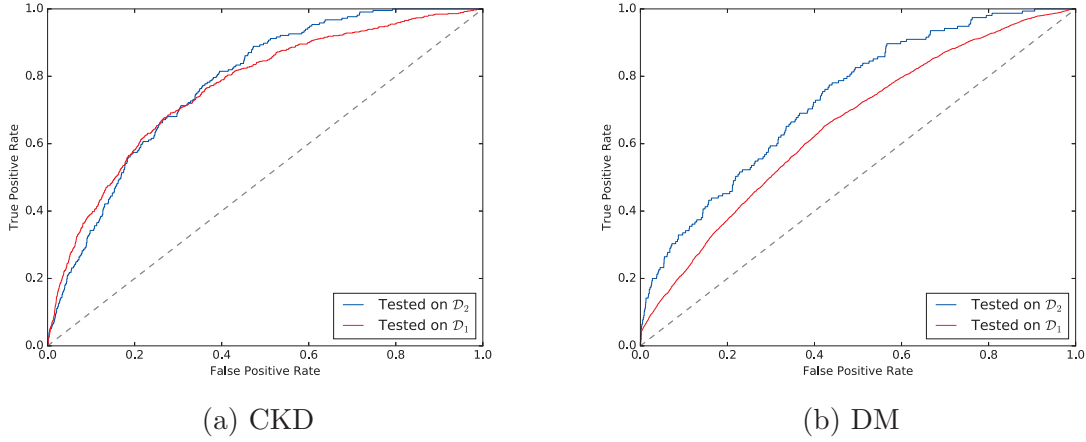 1.0
0.8
0.6
0.4
0.2
0.0
True Positive Rate
0.0 0.2 0.4 0.6 0.8 1.0
False Positive Rate
Tested on 𝒟₂
Tested on 𝒟₁
(a) CKD
1.0
0.8
0.6
0.4
0.2
0.0
True Positive Rate
0.0 0.2 0.4 0.6 0.8 1.0
False Positive Rate
Tested on 𝒟₂
Tested on 𝒟₁
(b) DM